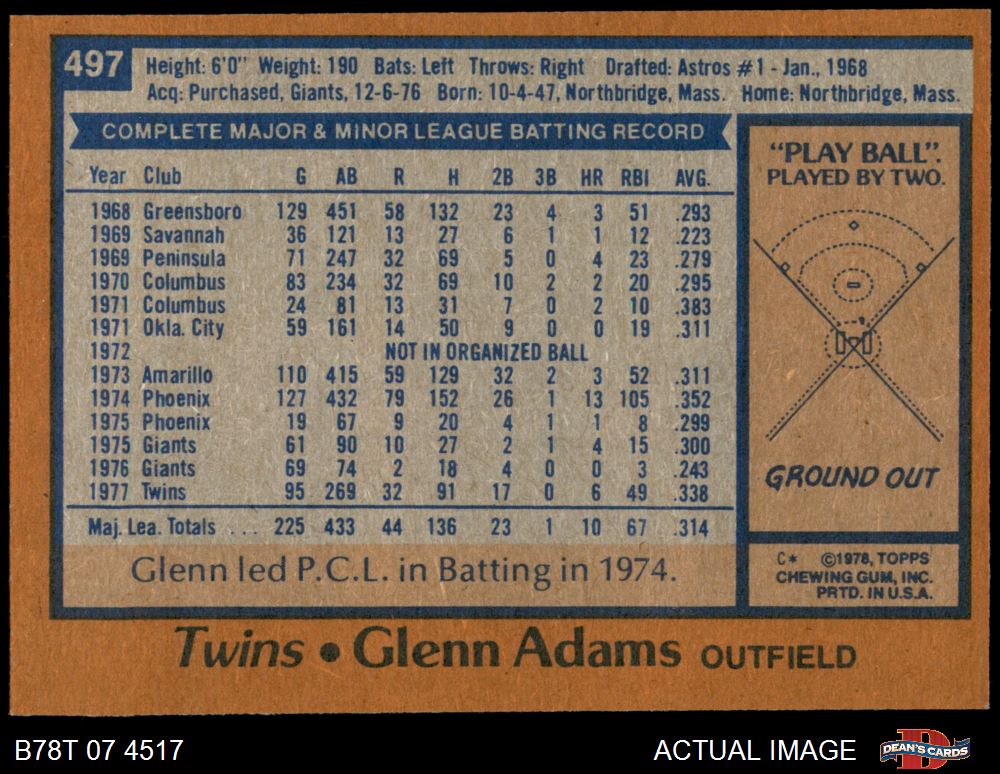 497
Height: 6'0" Weight: 190 Bats: Left Throws: Right Drafted: Astros #1 - Jan., 1968
Acq: Purchased, Giants, 12-6-76 Born: 10-4-47, Northbridge, Mass. Home: Northbridge, Mass.
COMPLETE MAJOR & MINOR LEAGUE BATTING RECORD
Year Club G AB R H 2B 3B HR RBI AVG.
1968 Greensboro 129 451 58 132 23 4 3 51 .293
1969 Savannah 36 121 13 27 6 1 1 12 .223
1969 Peninsula 71 247 32 69 5 0 4 23 .279
1970 Columbus 83 234 32 69 10 2 2 20 .295
1971 Columbus 24 81 13 31 7 0 2 10 .383
1971 Okla. City 59 161 14 50 9 0 0 19 .311
1972 NOT IN ORGANIZED BALL
1973 Amarillo 110 415 59 129 32 2 3 52 .311
1974 Phoenix 127 432 79 152 26 1 13 105 .352
1975 Phoenix 19 67 9 20 4 1 1 8 .299
1975 Giants 61 90 10 27 2 1 4 15 .300
1976 Giants 69 74 2 18 4 0 0 3 .243
1977 Twins 95 269 32 91 17 0 6 49 .338
Maj. Lea. Totals . . . 225 433 44 136 23 1 10 67 .314
Glenn led P.C.L. in Batting in 1974.
"PLAY BALL".
PLAYED BY TWO.
GROUND OUT
C* ©1978, TOPPS
CHEWING GUM, INC.
PRTD. IN U.S.A.
Twins • Glenn Adams OUTFIELD
B78T 07 4517
ACTUAL IMAGE
DEAN'S CARDS